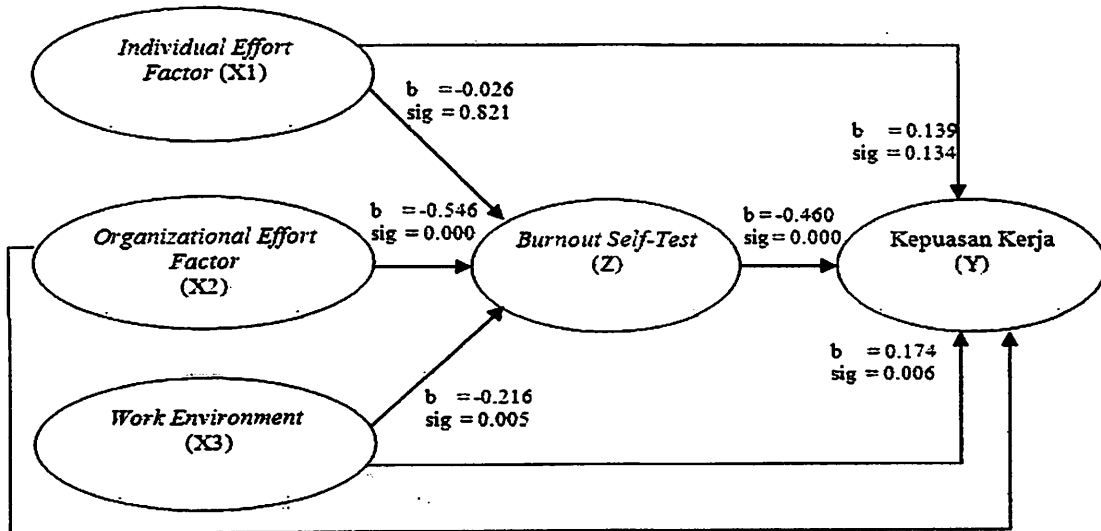 Individual Effort
Factor (X1)
b =-0.026
sig = 0.821
b = 0.139
sig = 0.134
Organizational Effort
Factor
(X2)
b =-0.546
sig = 0.000
Burnout Self-Test
(Z)
b=-0.460
sig=0.000
Kepuasan Kerja
(Y)
Work Environment
(X3)
b =-0.216
sig = 0.005
b = 0.174
sig = 0.006